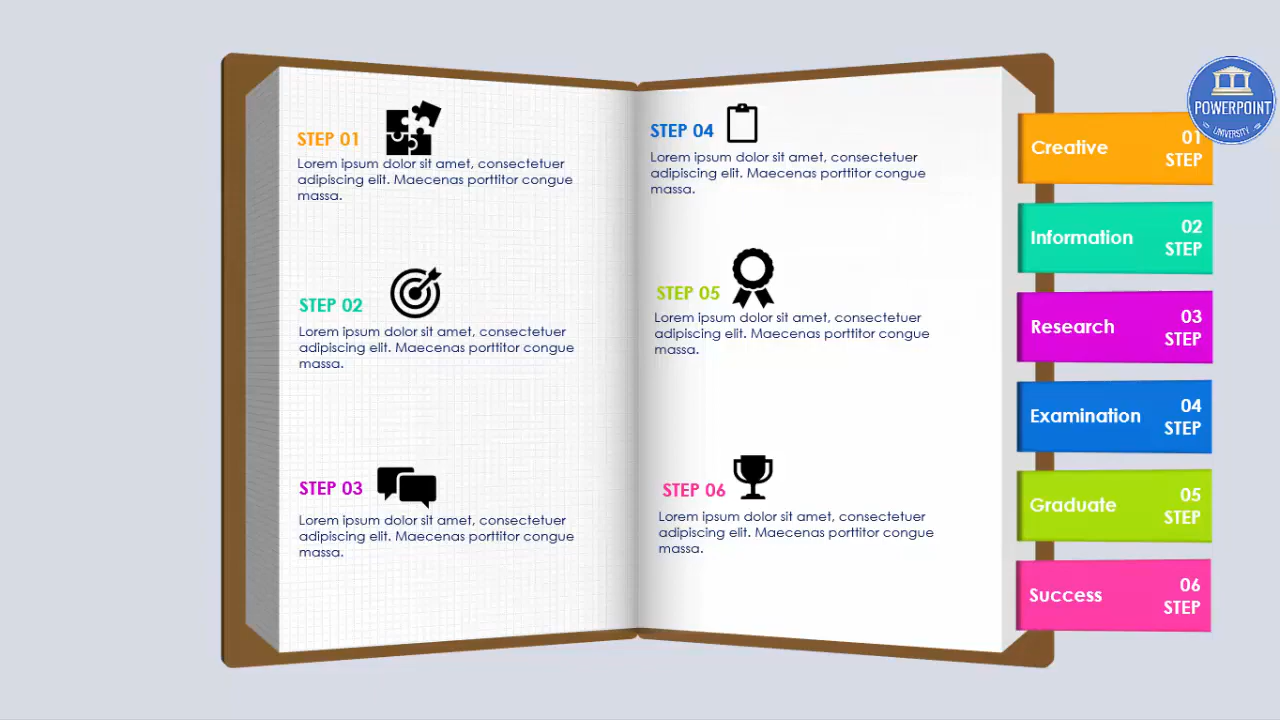 STEP 01
Lorem ipsum dolor sit amet, consectetuer
adipiscing elit. Maecenas porttitor congue
massa.
STEP 02
Lorem ipsum dolor sit amet, consectetuer
adipiscing elit. Maecenas porttitor congue
massa.
STEP 03
Lorem ipsum dolor sit amet, consectetuer
adipiscing elit. Maecenas porttitor congue
massa.
STEP 04
Lorem ipsum dolor sit amet, consectetuer
adipiscing elit. Maecenas porttitor congue
massa.
STEP 05
Lorem ipsum dolor sit amet, consectetuer
adipiscing elit. Maecenas porttitor congue
massa.
STEP 06
Lorem ipsum dolor sit amet, consectetuer
adipiscing elit. Maecenas porttitor congue
massa.
POWERPOINT
UNIVERSITY
Creative
01
STEP
Information
02
STEP
Research
03
STEP
Examination
04
STEP
Graduate
05
STEP
Success
06
STEP